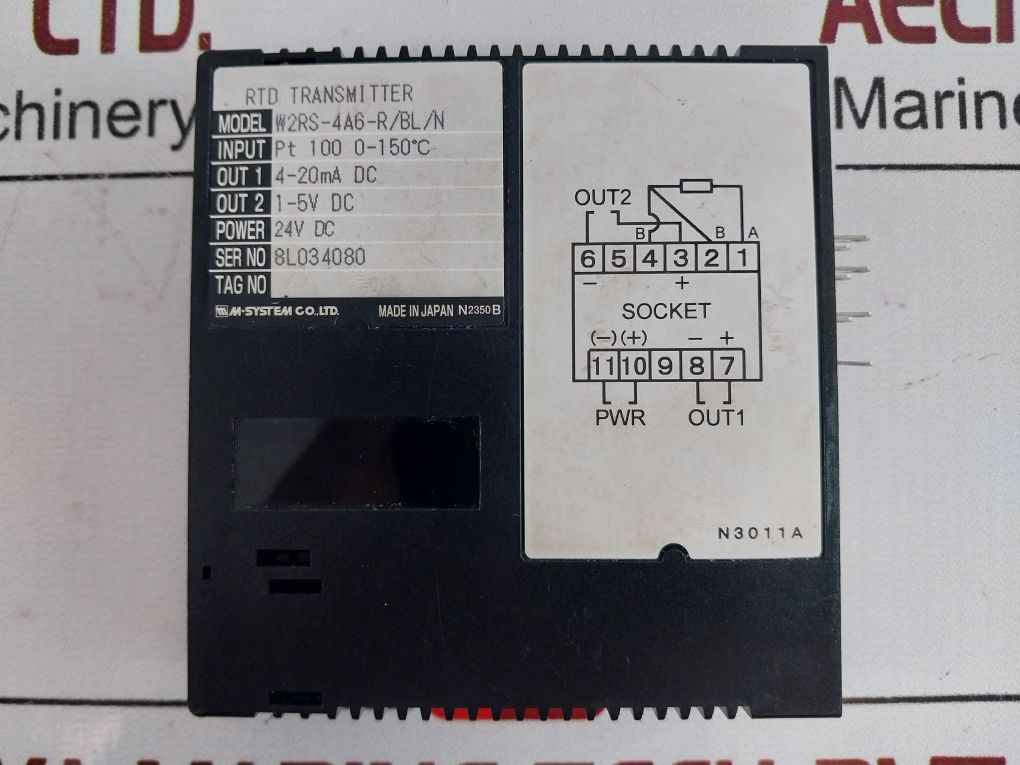 LTD.
AECI
chinery
Marine
RTD TRANSMITTER
MODEL W2RS-4A6-R/BL/N
INPUT Pt 100 0-150°C
OUT 1 4-20mA DC
OUT 2 1-5V DC
POWER 24V DC
SER NO 8L034080
TAG NO
M-SYSTEM CO.,LTD. MADE IN JAPAN N2350B
OUT2
B B A
6 5 4 3 2 1
− +
SOCKET
(−) (+) − +
11 10 9 8 7
PWR OUT1
N3011A